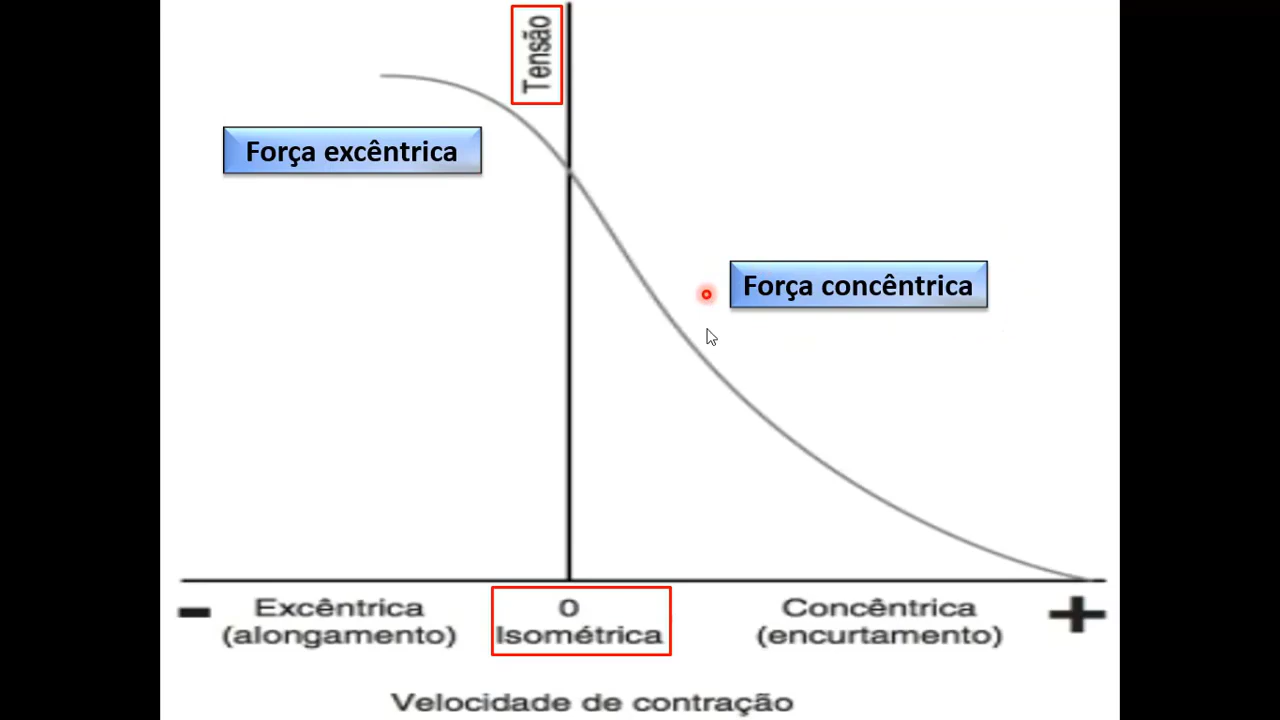 Tensão
Força excêntrica
Força concêntrica
- Excêntrica 0 Concêntrica +
(alongamento) Isométrica (encurtamento)
Velocidade de contração